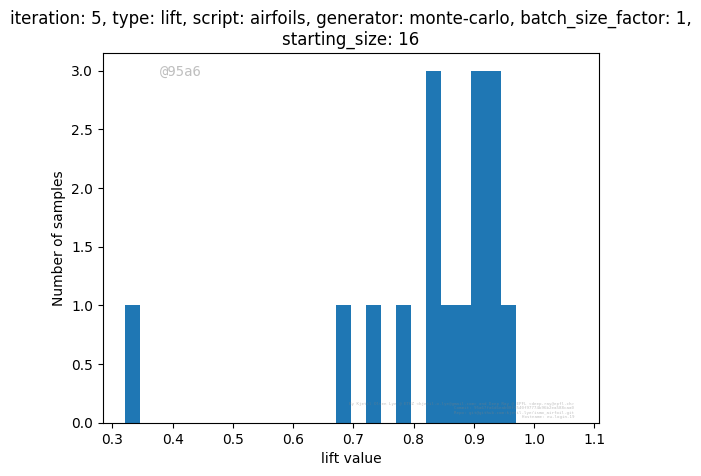 iteration: 5, type: lift, script: airfoils, generator: monte-carlo, batch_size_factor: 1,
starting_size: 16
@95a6
3.0
2.5
2.0
1.5
1.0
0.5
0.0
Number of samples
0.3 0.4 0.5 0.6 0.7 0.8 0.9 1.0 1.1
lift value